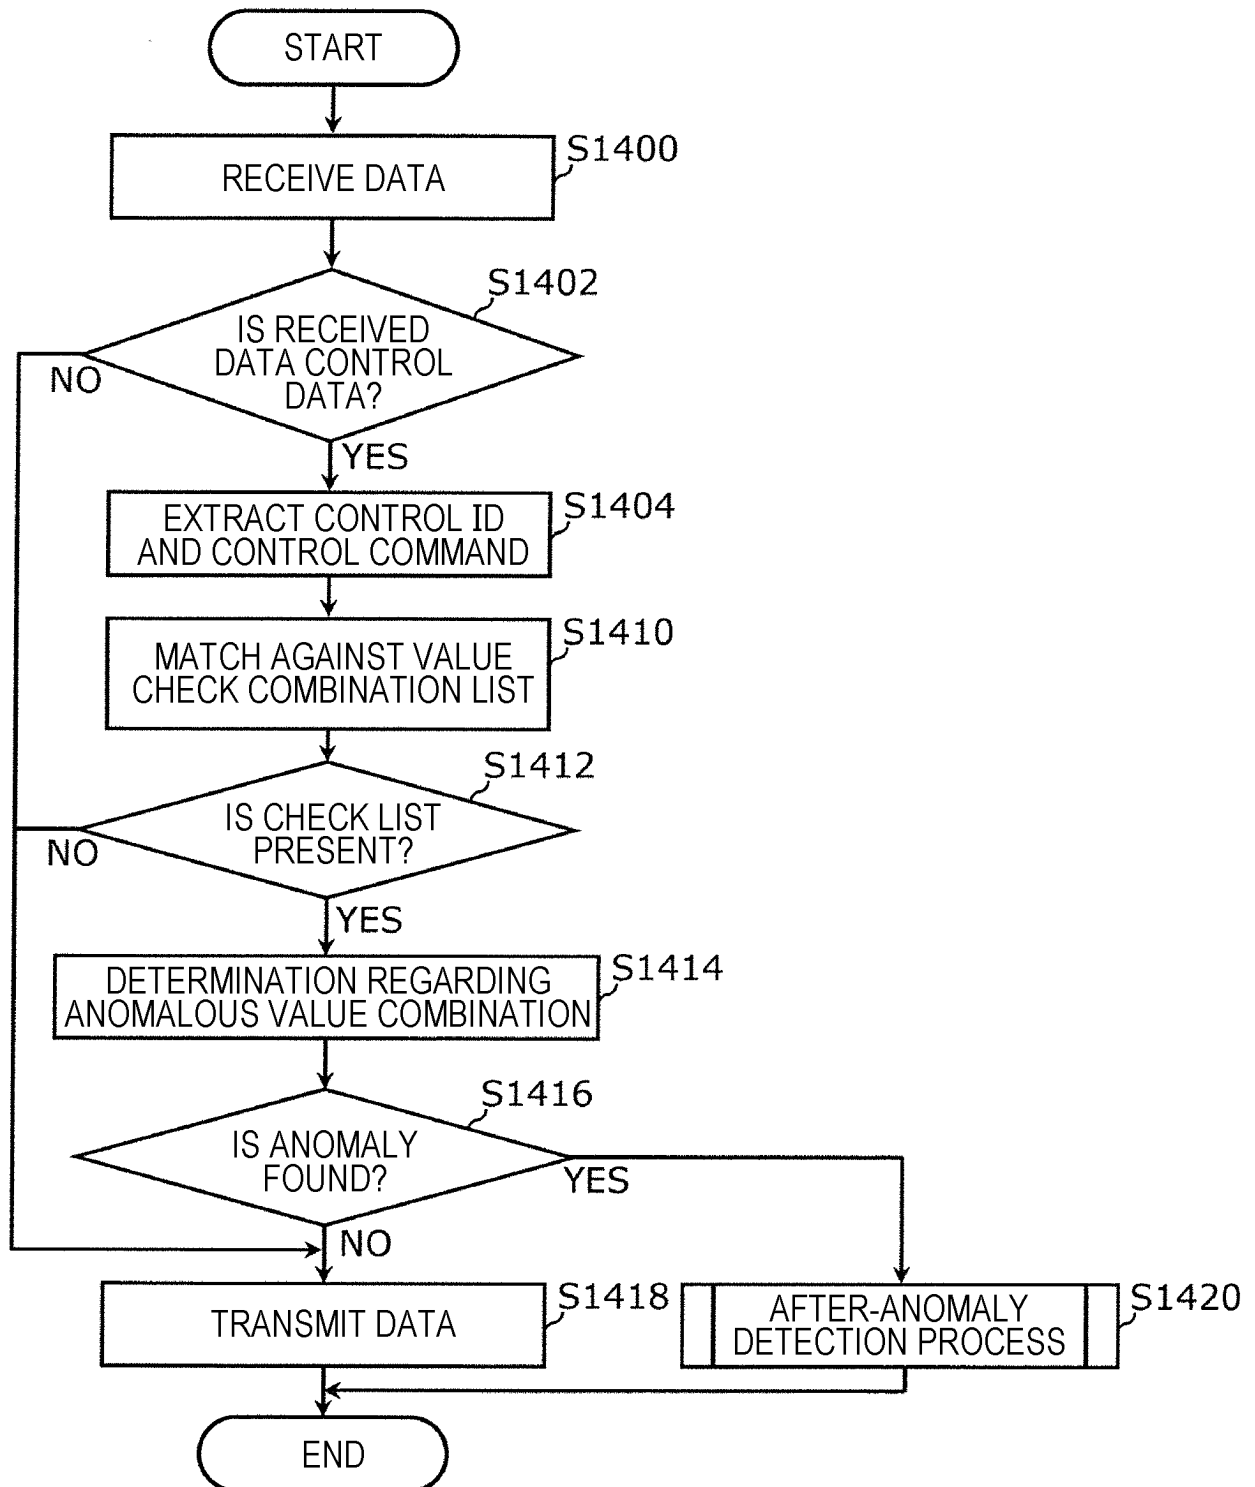 START
S1400
RECEIVE DATA
S1402
IS RECEIVED
DATA CONTROL
DATA?
NO
YES
S1404
EXTRACT CONTROL ID
AND CONTROL COMMAND
S1410
MATCH AGAINST VALUE
CHECK COMBINATION LIST
S1412
IS CHECK LIST
PRESENT?
NO
YES
S1414
DETERMINATION REGARDING
ANOMALOUS VALUE COMBINATION
S1416
IS ANOMALY
FOUND?
YES
NO
S1418
TRANSMIT DATA
S1420
AFTER-ANOMALY
DETECTION PROCESS
END